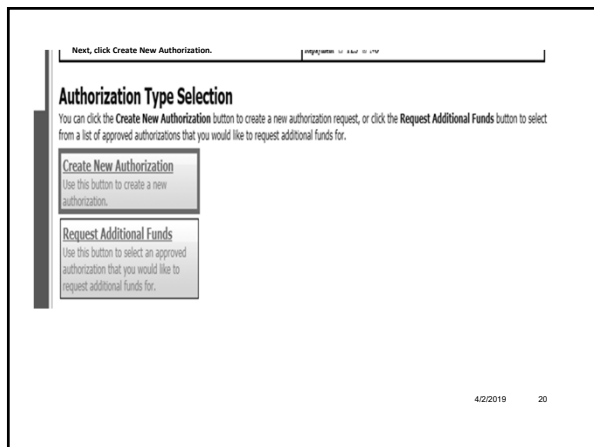 Next, click Create New Authorization.
Authorization Type Selection
You can click the Create New Authorization button to create a new authorization request, or click the Request Additional Funds button to select
from a list of approved authorizations that you would like to request additional funds for.
Create New Authorization
Use this button to create a new
authorization.
Request Additional Funds
Use this button to select an approved
authorization that you would like to
request additional funds for.
4/2/2019 20